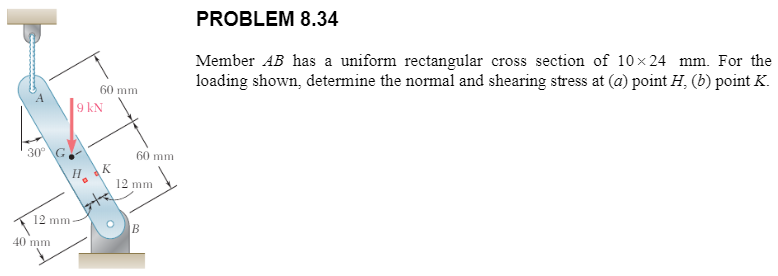 PROBLEM 8.34
Member AB has a uniform rectangular cross section of 10 × 24 mm. For the
loading shown, determine the normal and shearing stress at (a) point H, (b) point K.
60 mm
A
9 kN
30°
G
60 mm
H
K
12 mm
12 mm
B
40 mm